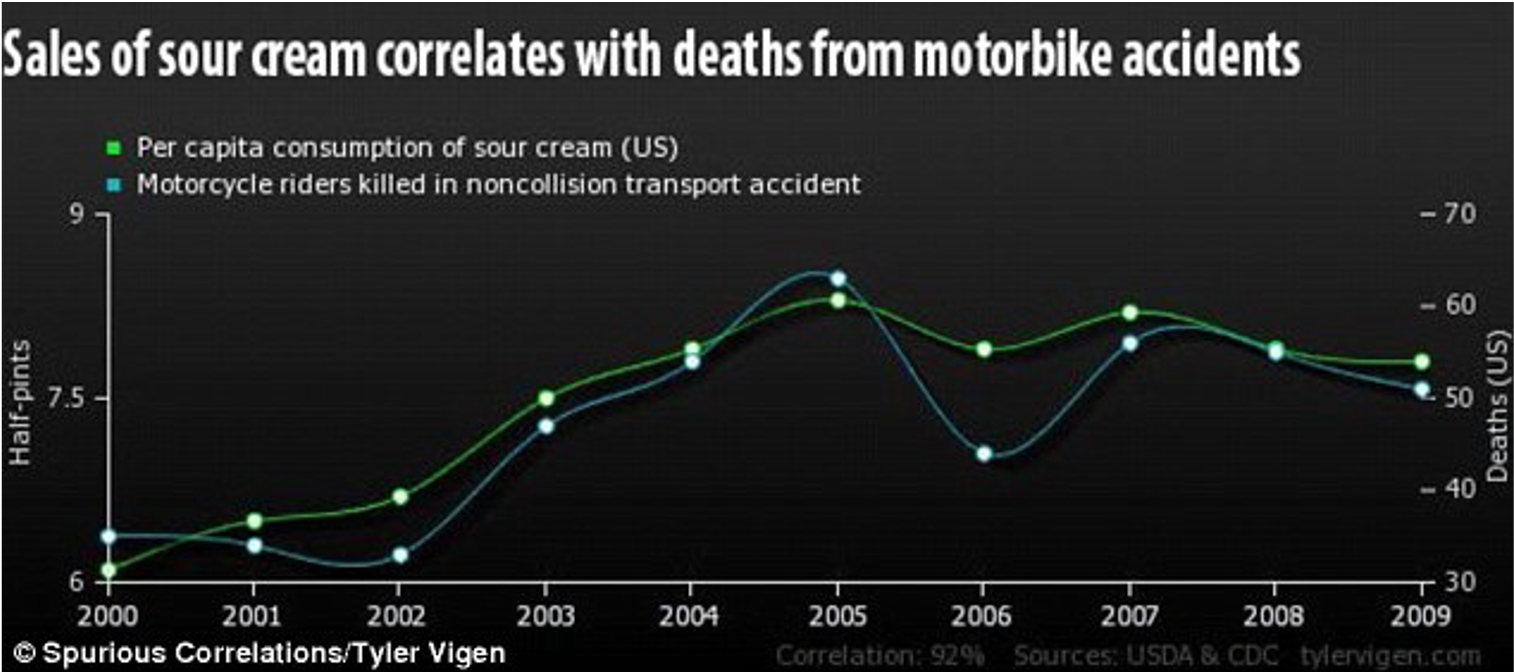 Sales of sour cream correlates with deaths from motorbike accidents
Per capita consumption of sour cream (US)
Motorcycle riders killed in noncollision transport accident
9
70
60
Half-pints
7.5
50
Deaths (US)
40
6
30
2000 2001 2002 2003 2004 2005 2006 2007 2008 2009
© Spurious Correlations/Tyler Vigen
Correlation: 92% Sources: USDA & CDC tylervigen.com